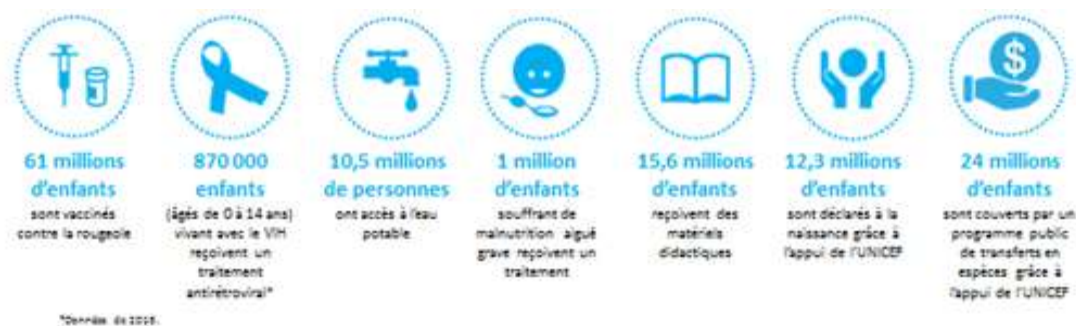 $
61 millions
d'enfants
sont vaccinés
contre la rougeole
870 000
enfants
(âgés de 0 à 14 ans)
vivant avec le VIH
reçoivent un
traitement
antirétroviral*
10,5 millions
de personnes
ont accès à l'eau
potable
1 million
d'enfants
souffrant de
malnutrition aiguë
grave reçoivent un
traitement
15,6 millions
d'enfants
reçoivent des
matériels
didactiques
12,3 millions
d'enfants
sont déclarés à la
naissance grâce à
l'appui de l'UNICEF
24 millions
d'enfants
sont couverts par un
programme public
de transferts en
espèces grâce à
l'appui de l'UNICEF
*Données de 2016.